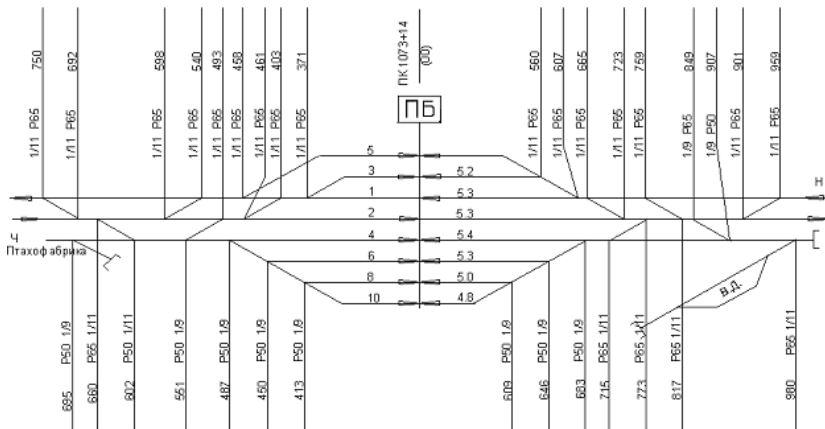 750 1/11 Р65
692 1/11 Р65
598 1/11 Р65
540 1/11 Р65
493 1/11 Р65
458 1/11 Р65
461 1/11 Р65
403 1/11 Р65
371 1/11 Р65
ПК 1073+14
(00)
560 1/11 Р65
607 1/11 Р65
665 1/11 Р65
723 1/11 Р65
759 1/11 Р65
849 1/9 Р65
907 1/9 Р50
901 1/11 Р65
959 1/11 Р65
ПБ
5
3 5.2
1 5.3
Н
2 5.3
Ч
4 5.4
Птахофабрика
6 5.3
8 5.0
10 4.8
В.Д.
695 Р50 1/9
660 Р65 1/11
602 Р50 1/11
551 Р50 1/9
487 Р50 1/9
450 Р50 1/9
413 Р50 1/9
609 Р50 1/9
646 Р50 1/9
683 Р50 1/9
715 Р65 1/11
773 Р65 1/11
817 Р65 1/11
980 Р65 1/11